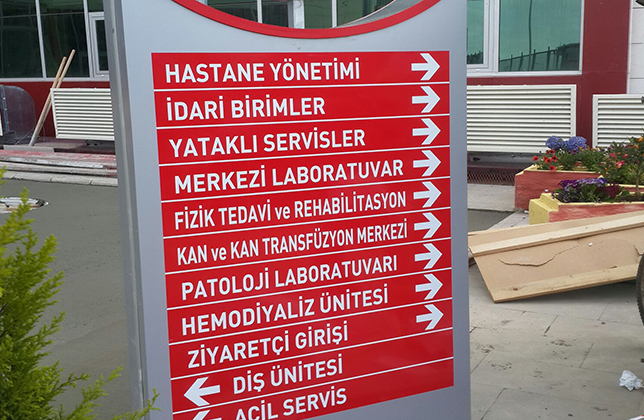 HASTANE YÖNETİMİ
İDARİ BİRİMLER
YATAKLI SERVİSLER
MERKEZİ LABORATUVAR
FİZİK TEDAVİ ve REHABİLİTASYON
KAN ve KAN TRANSFÜZYON MERKEZİ
PATOLOJİ LABORATUVARI
HEMODİYALİZ ÜNİTESİ
ZİYARETÇİ GİRİŞİ
DİŞ ÜNİTESİ
ACİL SERVİS